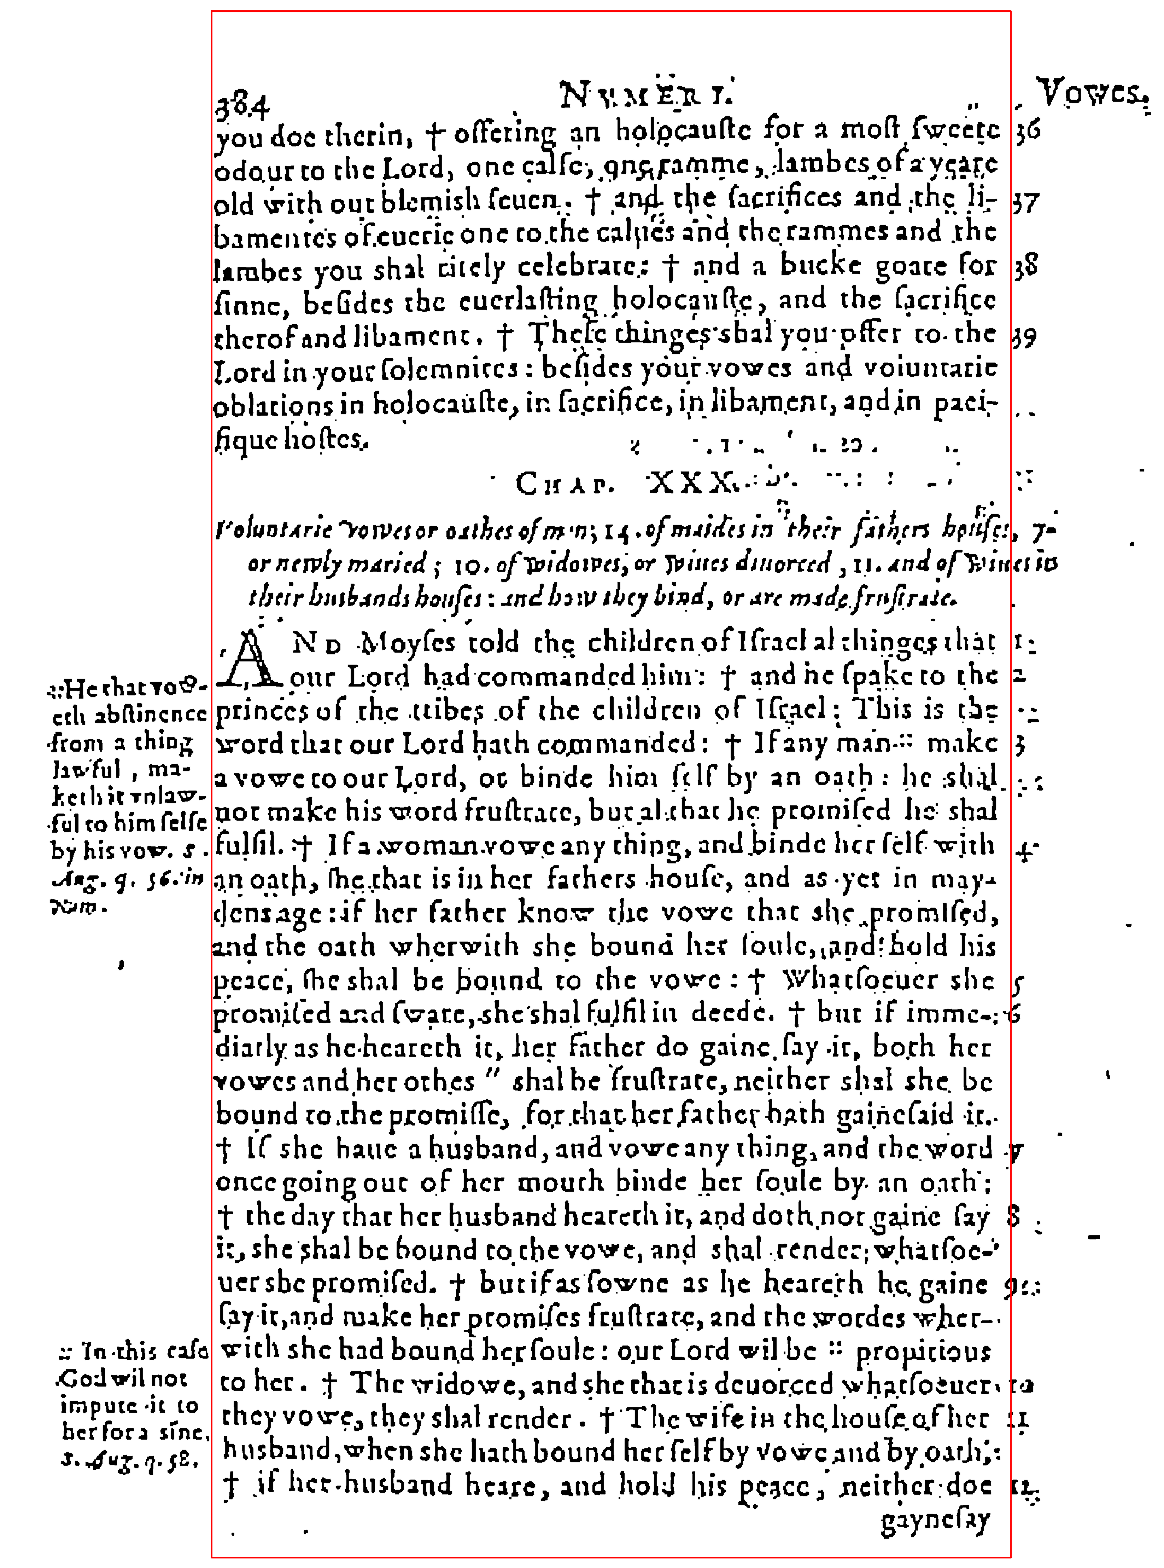 384 NVMERI. Vowes.
you doe therin, † offering an holocauste for a most sweete 36
odour to the Lord, one calfe, one ramme, lambes of a yeare
old with out blemish seuen. † and the sacrifices and the li- 37
bamentes of euerie one to the calues and the rammes and the
lambes you shal ritely celebrate: † and a bucke goate for 38
sinne, besides the euerlasting holocauste, and the sacrifice
therof and libament. † These thinges shal you offer to the 39
Lord in your solemnites: besides your vowes and voluntarie
oblations in holocauste, in sacrifice, in libament, and in paci-
fique hostes.
CHAP. XXX.
Voluntarie vowes or oathes of men; 14. of maides in their fathers houses, 7.
or newly maried; 10. of widowes, or wiues diuorced, 11. and of wiues in
their husbands houses: and how they bind, or are made frustrate.
AND Moyses told the children of Israel al thinges that 1
our Lord had commanded him: † and he spake to the 2
princes of the tribes of the children of Israel: This is the
word that our Lord hath commanded: † If any man :: make 3
a vowe to our Lord, or binde him self by an oath: he shal
not make his word frustrate, but al that he promised he shal
fulfil. † If a woman vowe any thing, and binde her self with 4
an oath, she that is in her fathers house, and as yet in may-
dens age: if her father know the vowe that she promised,
and the oath wherwith she bound her soule, and hold his
peace, she shal be bound to the vowe: † Whatsoeuer she 5
promised and sware, she shal fulfil in deede. † but if imme- 6
diatly as he heareth it, her father do gaine say it, both her
vowes and her othes " shal be frustrate, neither shal she be
bound to the promisse, for that her father hath gainesaid it.
† If she haue a husband, and vowe any thing, and the word 7
once going out of her mouth binde her soule by an oath:
† the day that her husband heareth it, and doth not gaine say 8
it, she shal be bound to the vowe, and shal render whatsoe-
uer she promised. † but if as sowne as he heareth he gaine 9
say it, and make her promises frustrate, and the wordes wher-
with she had bound her soule: our Lord wil be :: propitious
to her. † The widowe, and she that is deuorced whatsoeuer 10
they vowe, they shal render. † The wife in the house of her 11
husband, when she hath bound her self by vowe and by oath:
† if her husband heare, and hold his peace, neither doe 12
gaynesay
:: He that vow-
eth abstinence
from a thing
lawful, ma-
keth it vnlaw-
ful to him selfe
by his vow. S.
Aug. q. 56. in
Num.
:: In this case
God wil not
impute it to
her for a sine.
S. Aug. q. 58.